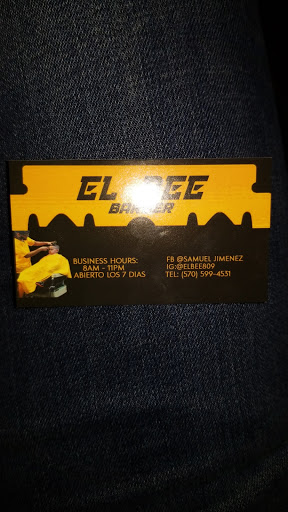 EL BEE
BARBER
BUSINESS HOURS:
8AM - 11PM
ABIERTO LOS 7 DIAS
FB @SAMUEL JIMENEZ
IG:@ELBEE809
TEL: (570) 599-4531